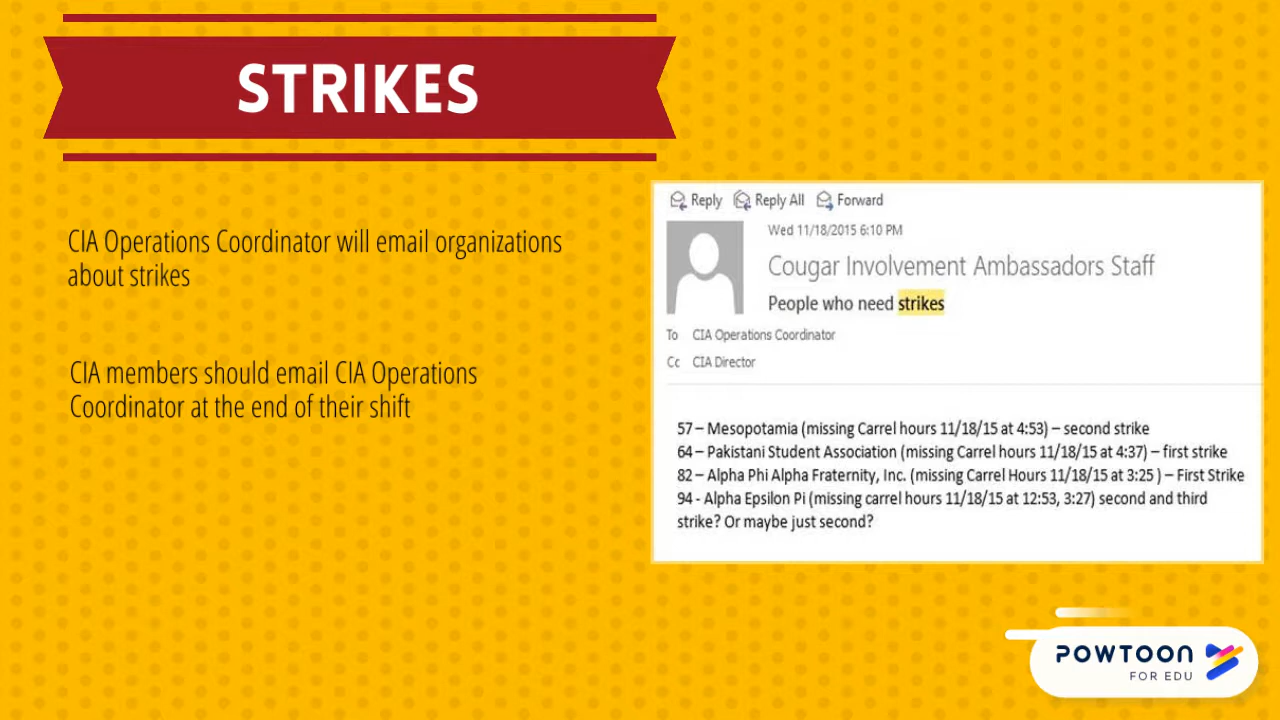 STRIKES
CIA Operations Coordinator will email organizations
about strikes
CIA members should email CIA Operations
Coordinator at the end of their shift
Reply Reply All Forward
Wed 11/18/2015 6:10 PM
Cougar Involvement Ambassadors Staff
People who need strikes
To CIA Operations Coordinator
Cc CIA Director
57 – Mesopotamia (missing Carrel hours 11/18/15 at 4:53) – second strike
64 – Pakistani Student Association (missing Carrel hours 11/18/15 at 4:37) – first strike
82 – Alpha Phi Alpha Fraternity, Inc. (missing Carrel Hours 11/18/15 at 3:25 ) – First Strike
94 - Alpha Epsilon Pi (missing carrel hours 11/18/15 at 12:53, 3:27) second and third
strike? Or maybe just second?
POWTOON
FOR EDU